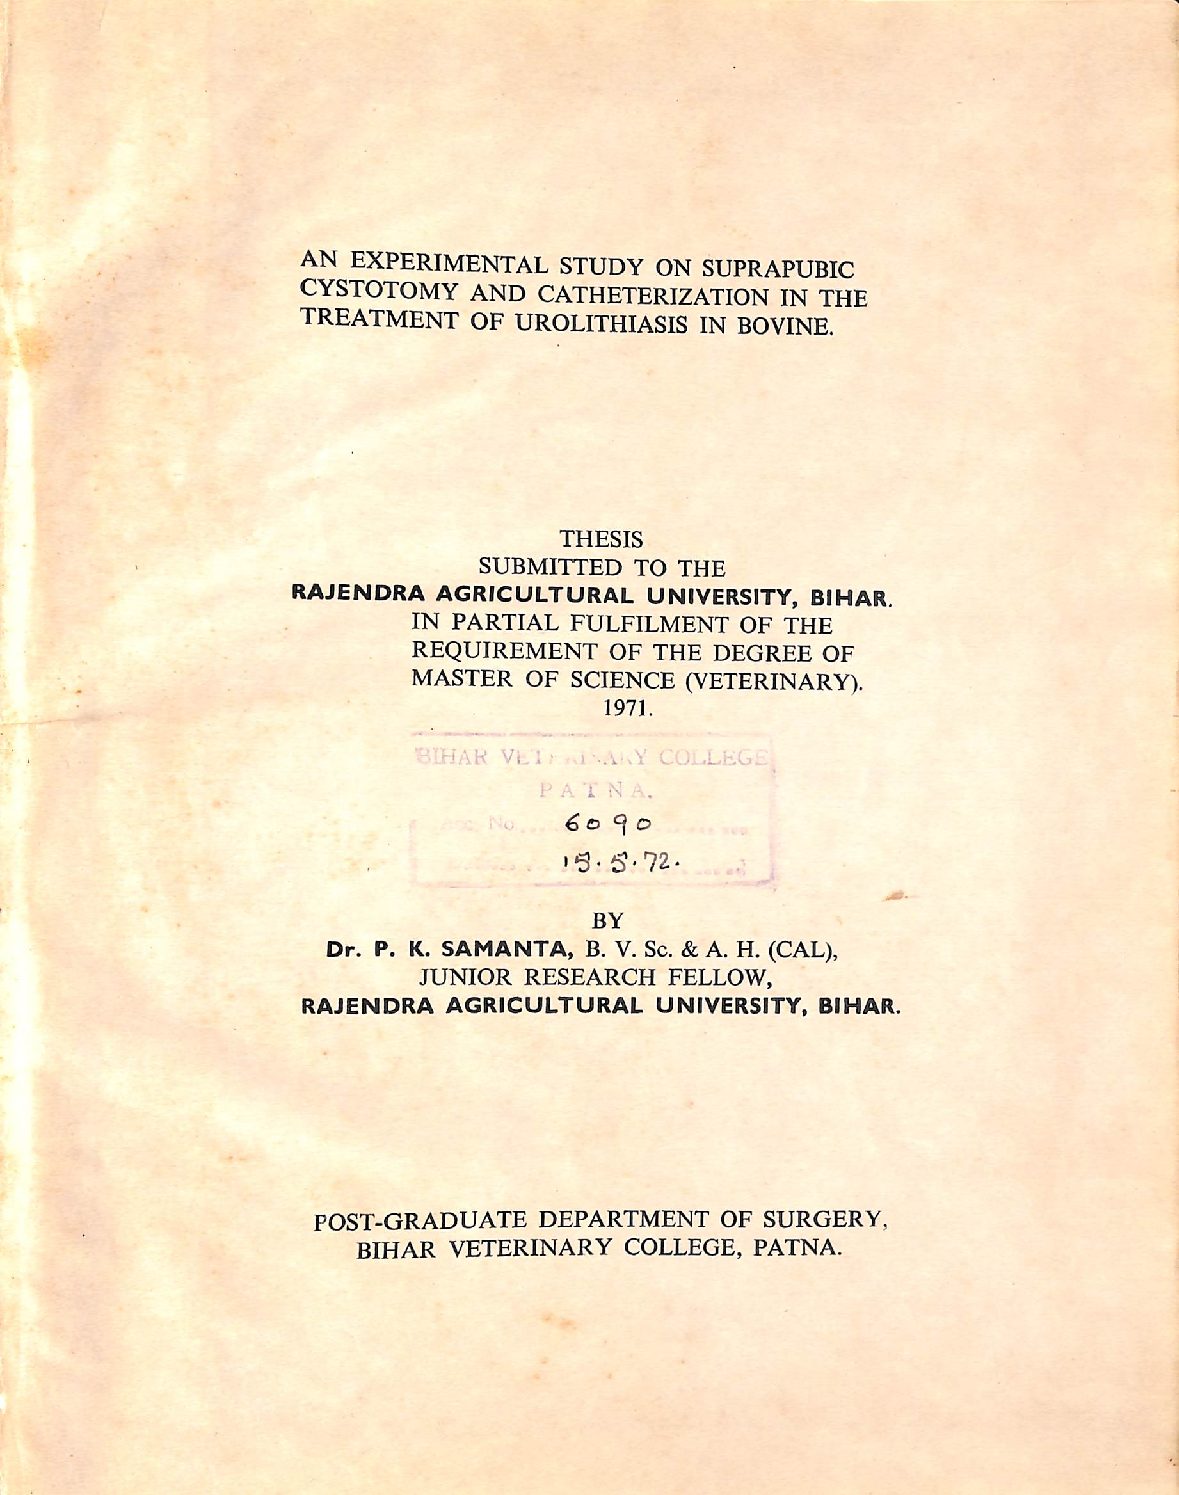 AN EXPERIMENTAL STUDY ON SUPRAPUBIC
CYSTOTOMY AND CATHETERIZATION IN THE
TREATMENT OF UROLITHIASIS IN BOVINE.
THESIS
SUBMITTED TO THE
RAJENDRA AGRICULTURAL UNIVERSITY, BIHAR.
IN PARTIAL FULFILMENT OF THE
REQUIREMENT OF THE DEGREE OF
MASTER OF SCIENCE (VETERINARY).
1971.
BIHAR VETERINARY COLLEGE
PATNA.
Acc. No. 6090
15.5.72.
BY
Dr. P. K. SAMANTA, B. V. Sc. & A. H. (CAL),
JUNIOR RESEARCH FELLOW,
RAJENDRA AGRICULTURAL UNIVERSITY, BIHAR.
POST-GRADUATE DEPARTMENT OF SURGERY,
BIHAR VETERINARY COLLEGE, PATNA.